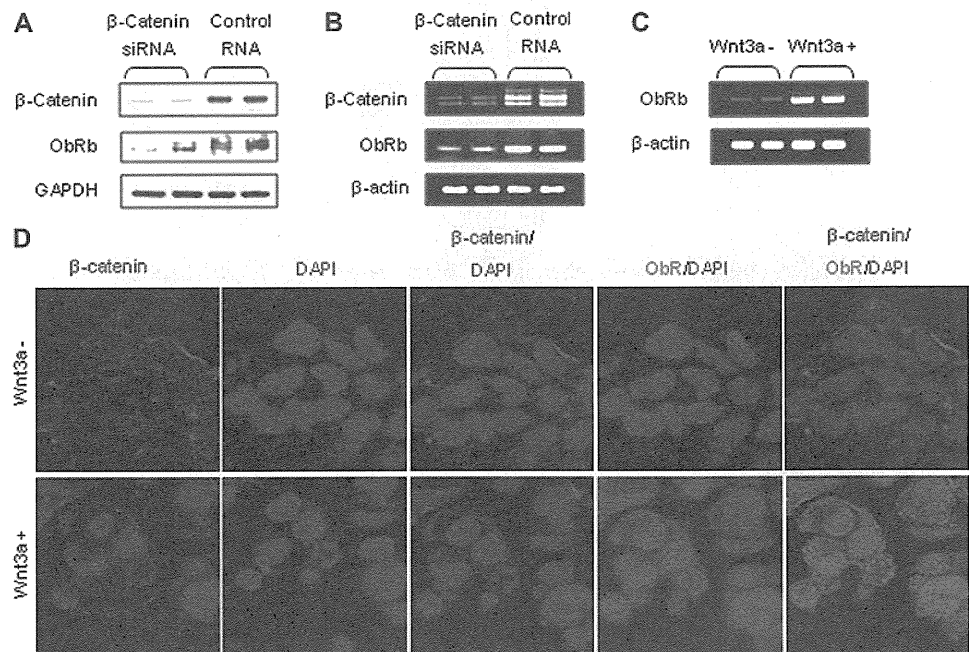 A
β-Catenin Control
siRNA RNA
β-Catenin
ObRb
GAPDH
B
β-Catenin Control
siRNA RNA
β-Catenin
ObRb
β-actin
C
Wnt3a - Wnt3a +
ObRb
β-actin
D
β-catenin
DAPI
β-catenin/
DAPI
ObR/DAPI
β-catenin/
ObR/DAPI
Wnt3a -
Wnt3a +